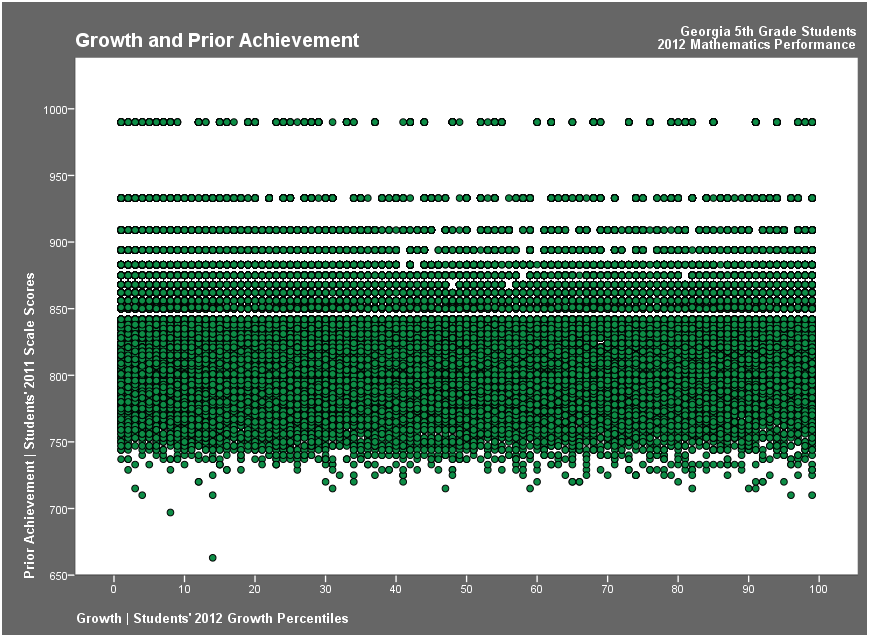 Growth and Prior Achievement
Georgia 5th Grade Students
2012 Mathematics Performance
Prior Achievement | Students' 2011 Scale Scores
1000
950
900
850
800
750
700
650
0 10 20 30 40 50 60 70 80 90 100
Growth | Students' 2012 Growth Percentiles